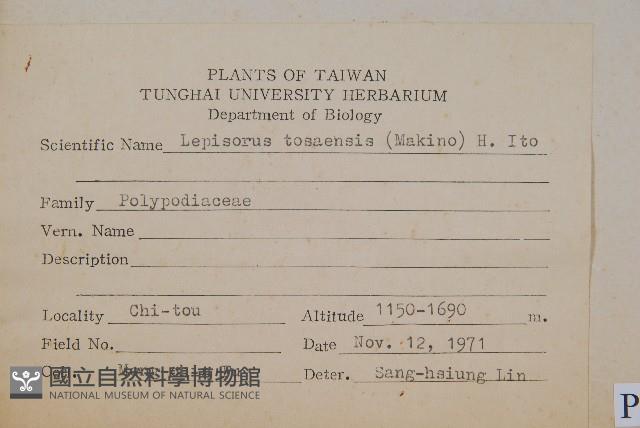 PLANTS OF TAIWAN
TUNGHAI UNIVERSITY HERBARIUM
Department of Biology
Scientific Name Lepisorus tosaensis (Makino) H. Ito
Family Polypodiaceae
Vern. Name
Description
Locality Chi-tou Altitude 1150-1690 m.
Field No. Date Nov. 12, 1971
Deter. Sang-hsiung Lin
國立自然科學博物館
NATIONAL MUSEUM OF NATURAL SCIENCE
P